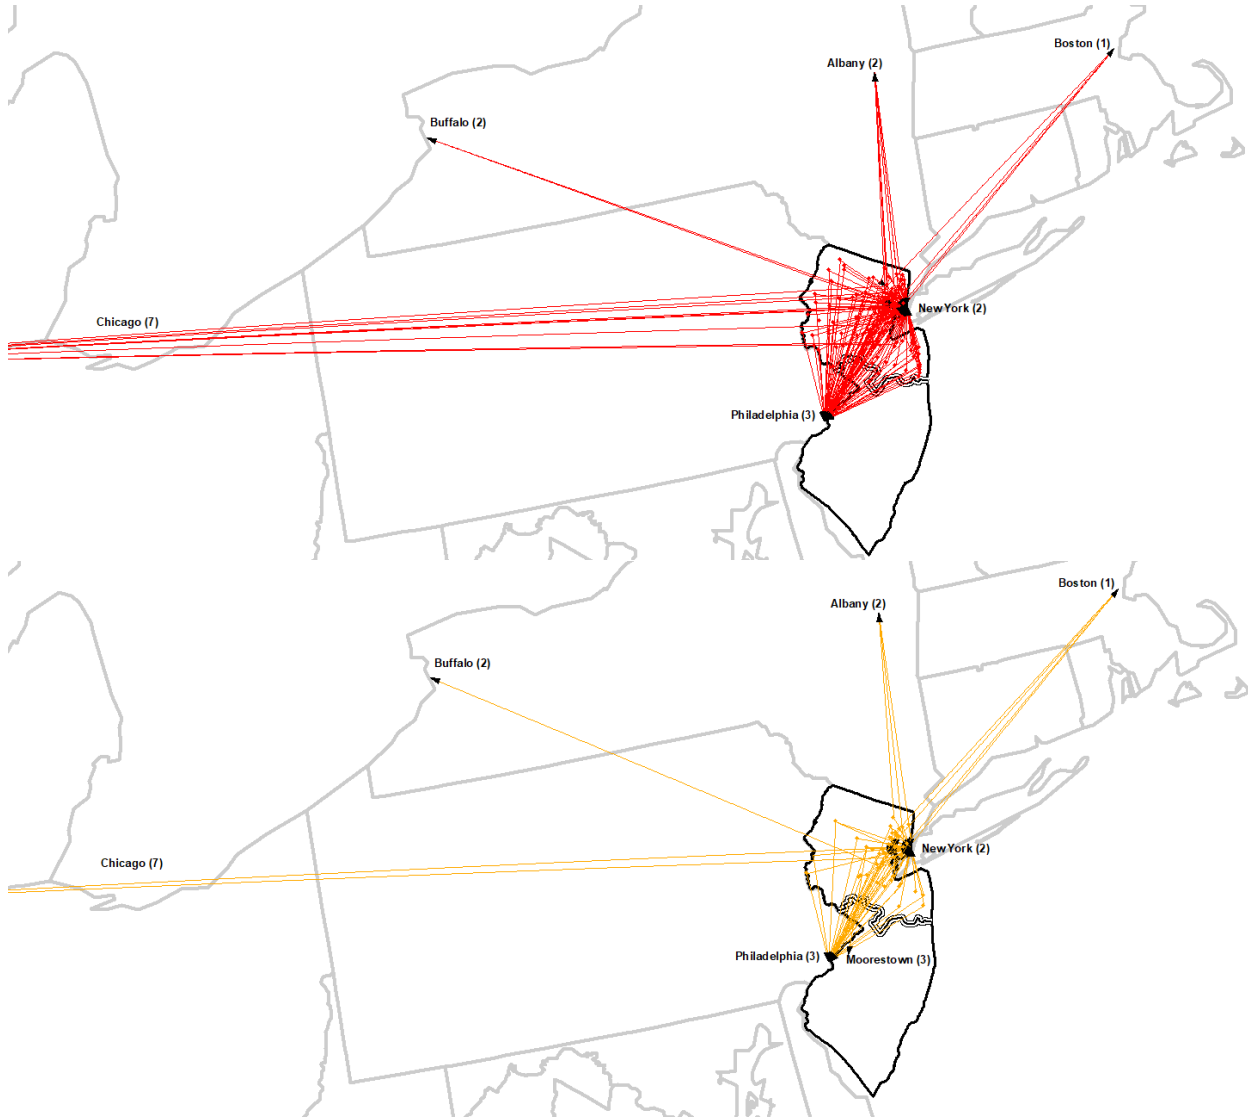 Boston (1)
Albany (2)
Buffalo (2)
New York (2)
Chicago (7)
Philadelphia (3)
Boston (1)
Albany (2)
Buffalo (2)
New York (2)
Chicago (7)
Philadelphia (3)
Moorestown (3)